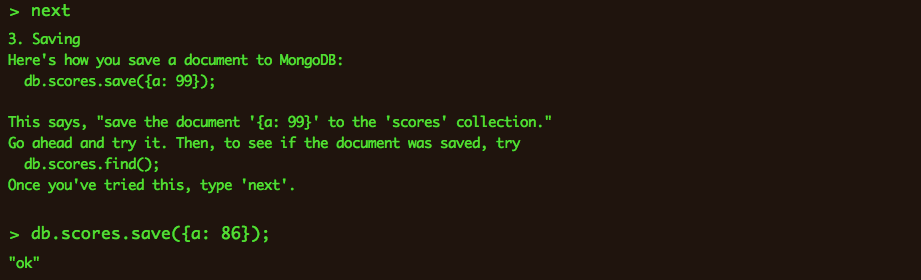 > next
3. Saving
Here's how you save a document to MongoDB:
db.scores.save({a: 99});
This says, "save the document '{a: 99}' to the 'scores' collection."
Go ahead and try it. Then, to see if the document was saved, try
db.scores.find();
Once you've tried this, type 'next'.
> db.scores.save({a: 86});
"ok"